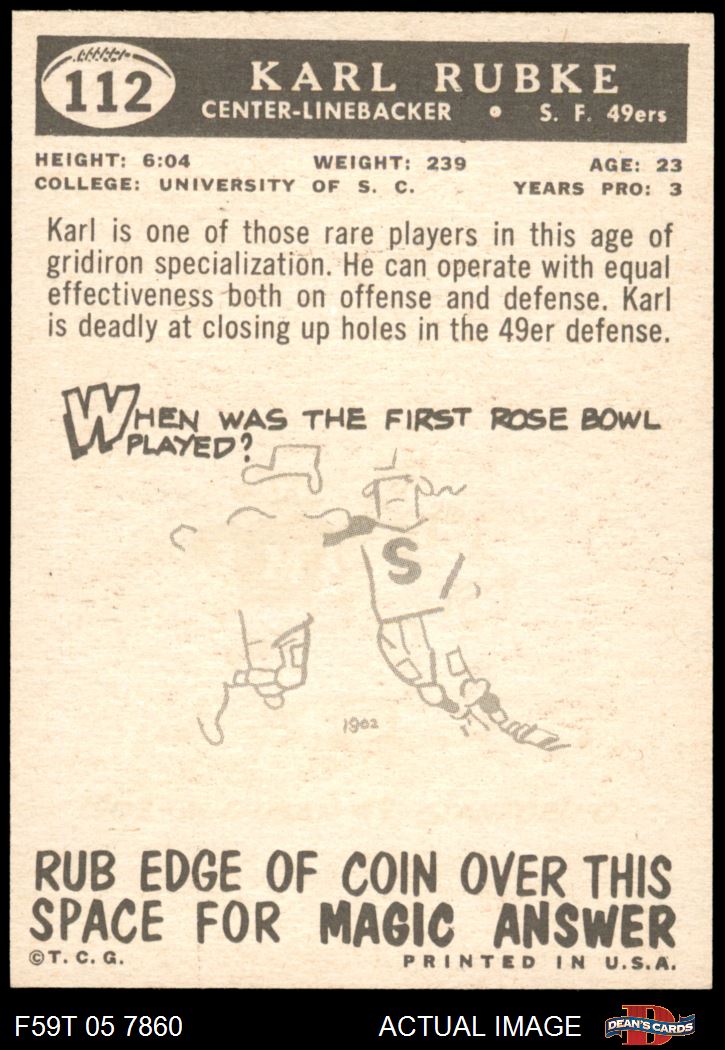 112
KARL RUBKE
CENTER-LINEBACKER • S. F. 49ers
HEIGHT: 6:04 WEIGHT: 239 AGE: 23
COLLEGE: UNIVERSITY OF S. C. YEARS PRO: 3
Karl is one of those rare players in this age of
gridiron specialization. He can operate with equal
effectiveness both on offense and defense. Karl
is deadly at closing up holes in the 49er defense.
WHEN WAS THE FIRST ROSE BOWL
PLAYED?
S
1902
RUB EDGE OF COIN OVER THIS
SPACE FOR MAGIC ANSWER
©T. C. G. PRINTED IN U.S.A.
F59T 05 7860 ACTUAL IMAGE D DEAN'S CARDS